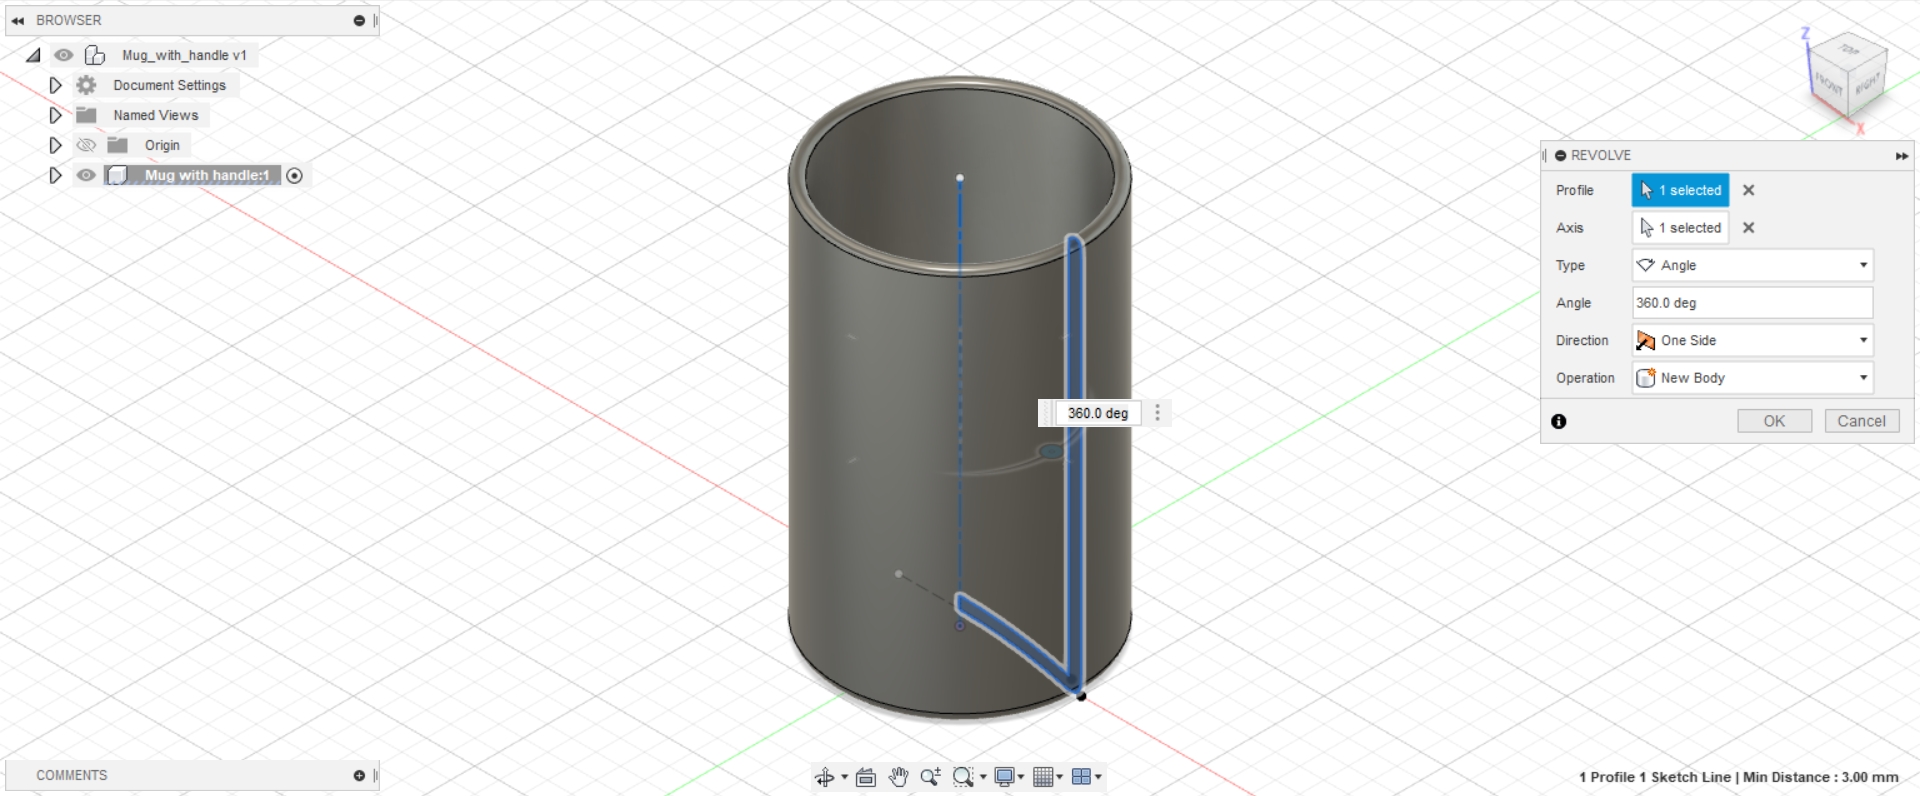 BROWSER
Mug_with_handle v1
Document Settings
Named Views
Origin
Mug with handle:1
Z
TOP
FRONT
RIGHT
X
REVOLVE
Profile 1 selected
Axis 1 selected
Type Angle
Angle 360.0 deg
Direction One Side
Operation New Body
OK Cancel
360.0 deg
COMMENTS
1 Profile 1 Sketch Line | Min Distance : 3.00 mm